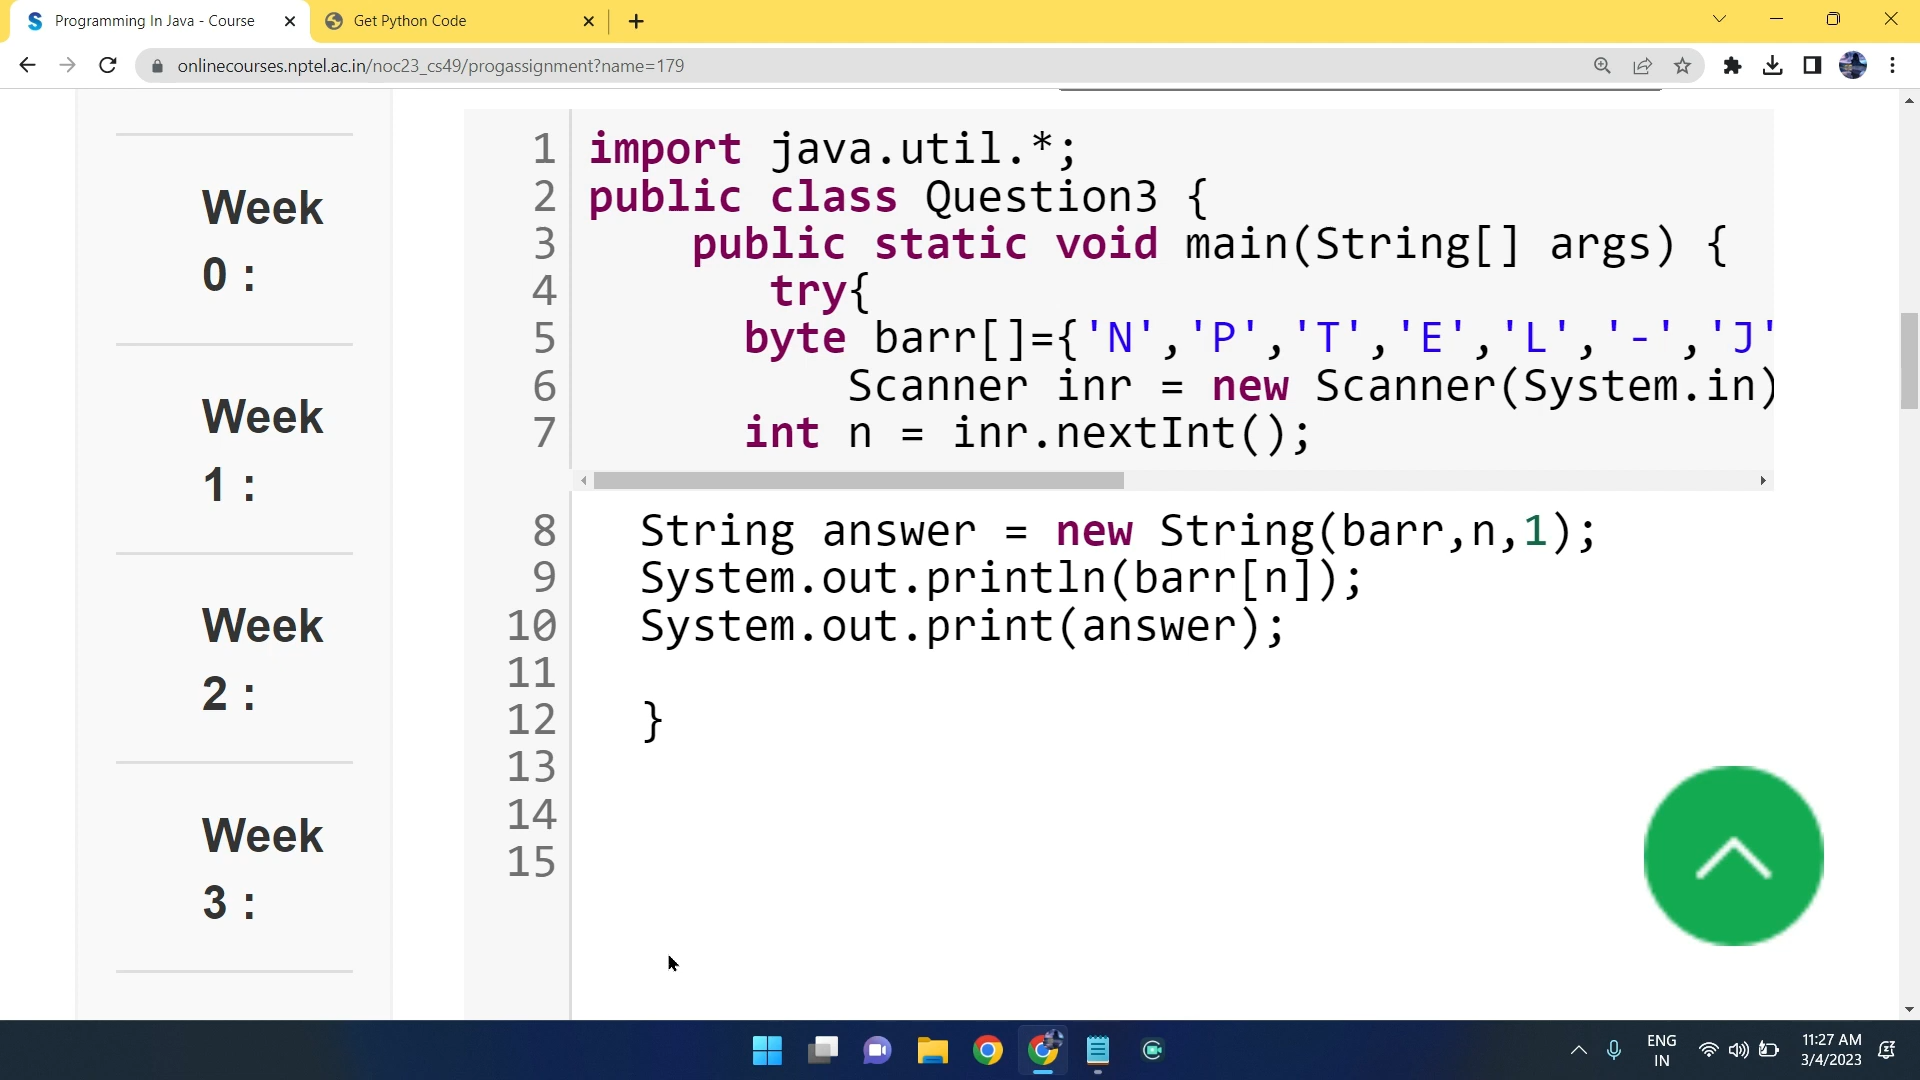 Programming In Java - Course
Get Python Code
onlinecourses.nptel.ac.in/noc23_cs49/progassignment?name=179
Week
0 :
Week
1 :
Week
2 :
Week
3 :
1 import java.util.*;
2 public class Question3 {
3 public static void main(String[] args) {
4 try{
5 byte barr[]={'N','P','T','E','L','-','J'
6 Scanner inr = new Scanner(System.in)
7 int n = inr.nextInt();
8 String answer = new String(barr,n,1);
9 System.out.println(barr[n]);
10 System.out.print(answer);
11
12 }
13
14
15
ENG
IN
11:27 AM
3/4/2023